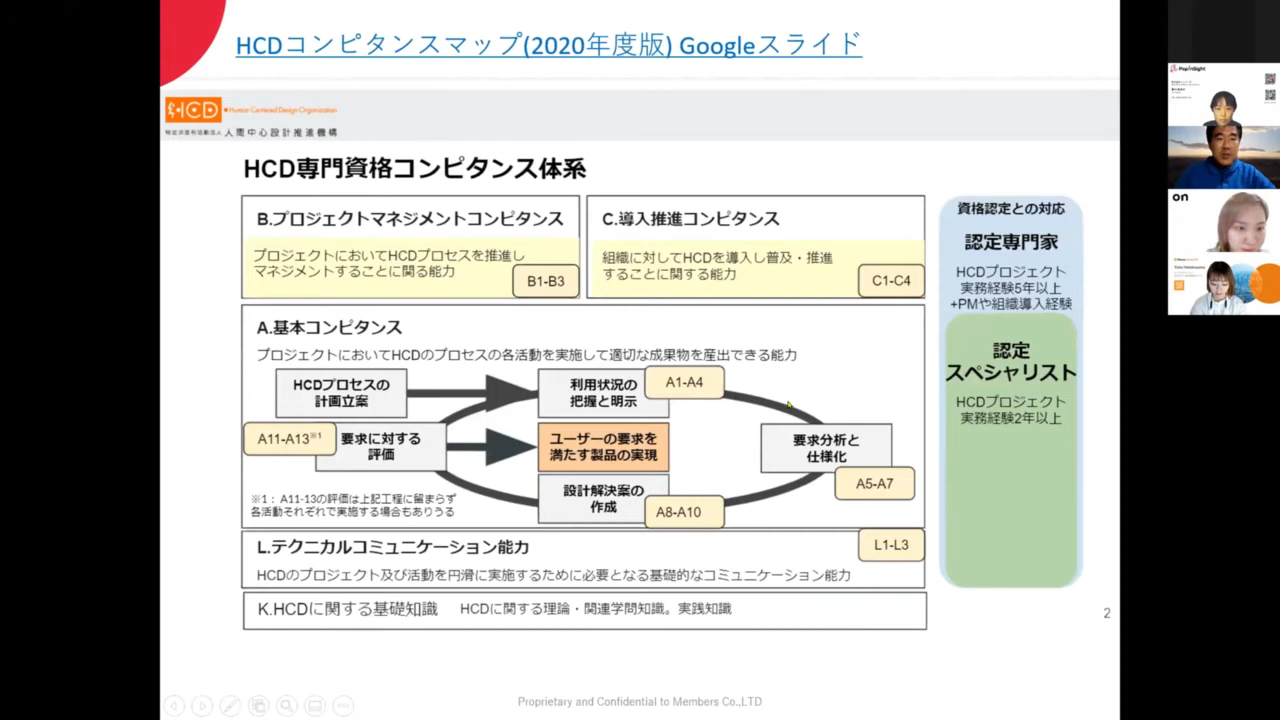 HCDコンピタンスマップ(2020年度版) Googleスライド
HCD
Human-Centered Design Organization
特定非営利活動法人 人間中心設計推進機構
HCD専門資格コンピタンス体系
B.プロジェクトマネジメントコンピタンス
プロジェクトにおいてHCDプロセスを推進し
マネジメントすることに関る能力
B1-B3
C.導入推進コンピタンス
組織に対してHCDを導入し普及・推進
することに関する能力
C1-C4
A.基本コンピタンス
プロジェクトにおいてHCDのプロセスの各活動を実施して適切な成果物を産出できる能力
HCDプロセスの
計画立案
利用状況の
把握と明示
A1-A4
A11-A13※1
要求に対する
評価
ユーザーの要求を
満たす製品の実現
要求分析と
仕様化
A5-A7
設計解決案の
作成
A8-A10
※1： A11-13の評価は上記工程に留まらず
各活動それぞれで実施する場合もありうる
L.テクニカルコミュニケーション能力
L1-L3
HCDのプロジェクト及び活動を円滑に実施するために必要となる基礎的なコミュニケーション能力
K.HCDに関する基礎知識 HCDに関する理論・関連学問知識。実践知識
資格認定との対応
認定専門家
HCDプロジェクト
実務経験5年以上
+PMや組織導入経験
認定
スペシャリスト
HCDプロジェクト
実務経験2年以上
2
Proprietary and Confidential to Members Co.,LTD
PopInSight
on